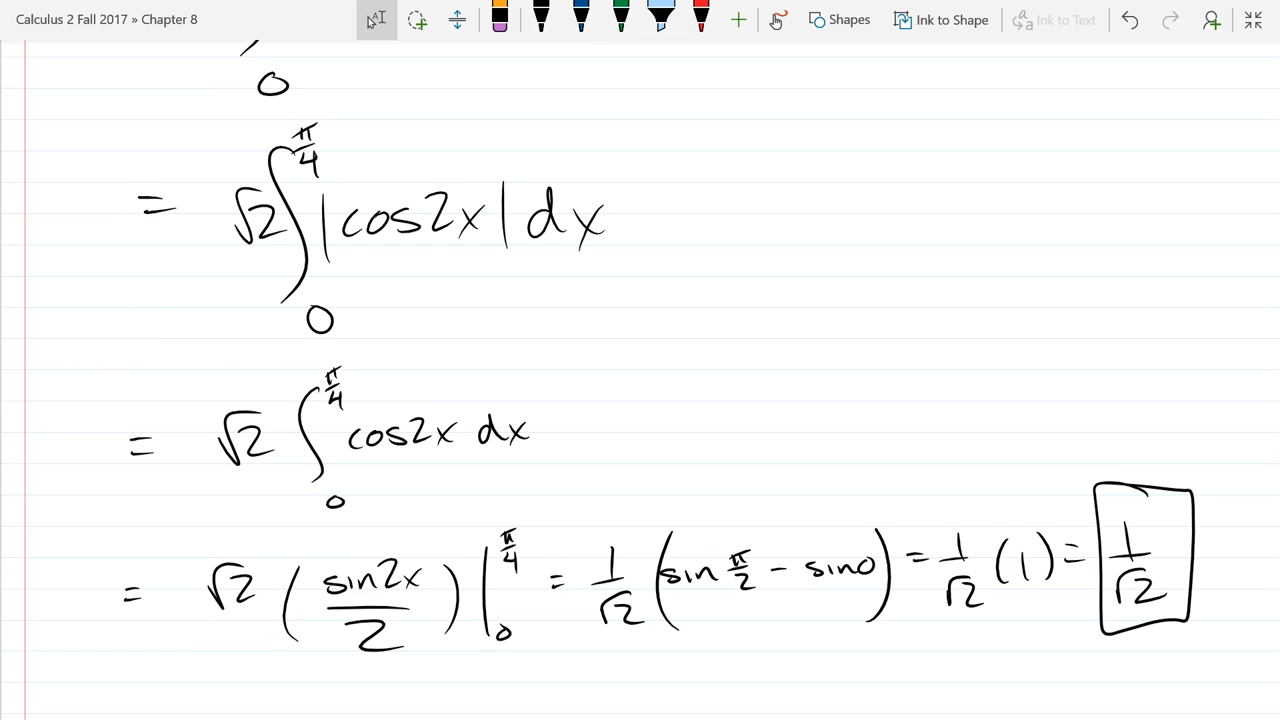 Calculus 2 Fall 2017 » Chapter 8
Shapes
Ink to Shape
Ink to Text
0
= √2 ∫₀^(π/4) |cos2x| dx
= √2 ∫₀^(π/4) cos2x dx
= √2 (sin2x/2) |₀^(π/4) = 1/√2 (sin π/2 - sin0) = 1/√2 (1) = 1/√2